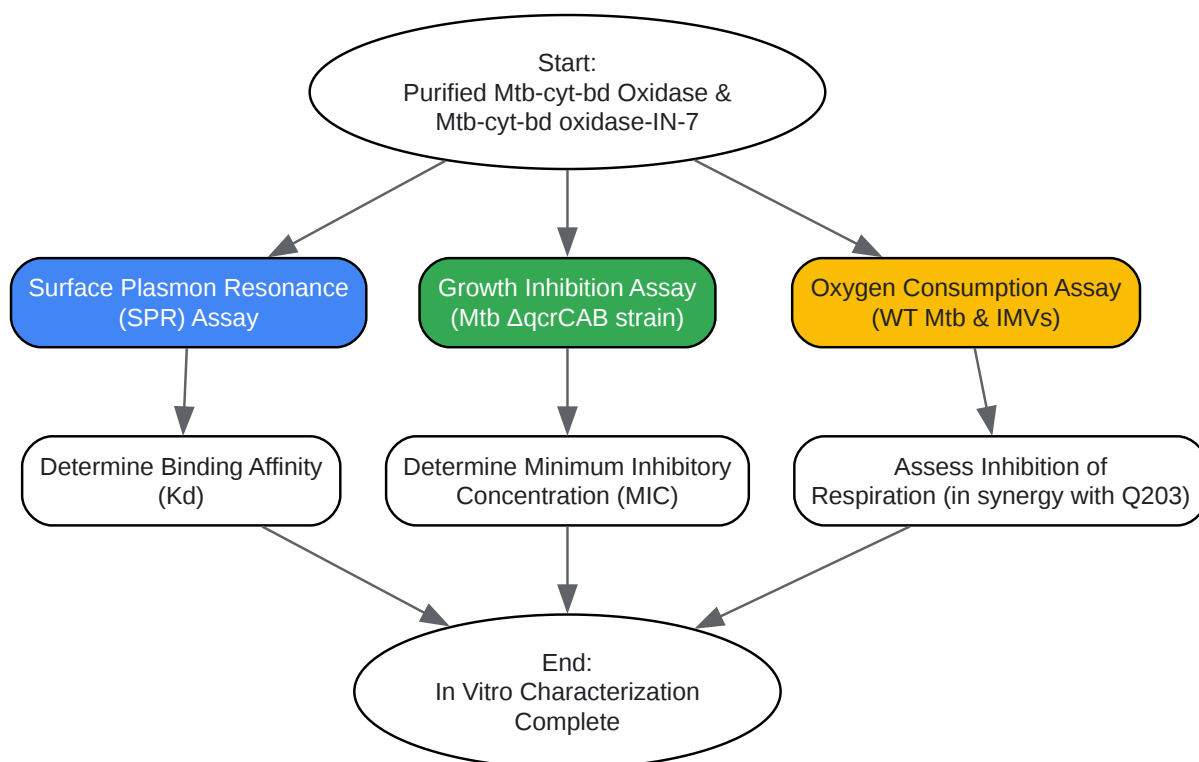 Start:
Purified Mtb-cyt-bd Oxidase &
Mtb-cyt-bd oxidase-IN-7
Surface Plasmon Resonance
(SPR) Assay
Growth Inhibition Assay
(Mtb ΔqcrCAB strain)
Oxygen Consumption Assay
(WT Mtb & IMVs)
Determine Binding Affinity
(Kd)
Determine Minimum Inhibitory
Concentration (MIC)
Assess Inhibition of
Respiration (in synergy with Q203)
End:
In Vitro Characterization
Complete